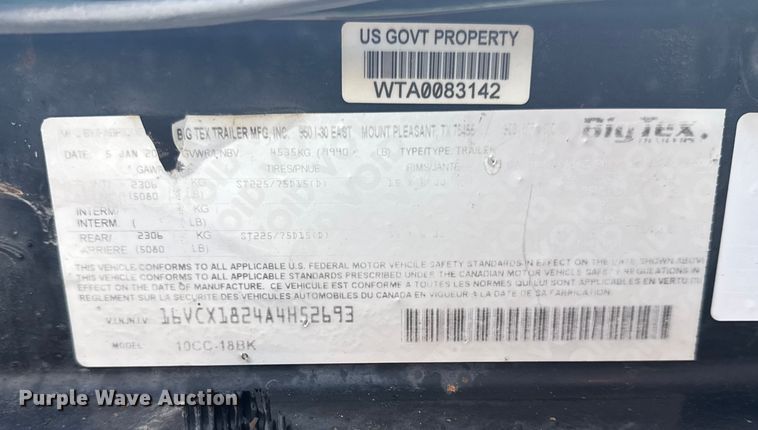 US GOVT PROPERTY
WTA0083142
BIG TEX TRAILER MFG. INC. 950 I-30 EAST MOUNT PLEASANT, TX 75455
BigTex.
DATE: 5 JAN 20 GVWR/LNBV 4535KG ( LB) TYPE/TYPE: TRAILER
GAWR TIRES/PNUE RIMS/JANTE
2306 KG ST225/75D15(D)
(5080 LB)
INTERM/ KG
INTERM. ( LB)
REAR/ 2306 KG ST225/75D15(D)
ARRIERE (5080 LB)
THIS VEHICLE CONFORMS TO ALL APPLICABLE U.S. FEDERAL MOTOR VEHICLE SAFETY STANDARDS IN EFFECT ON THE DATE SHOWN ABOVE.
THIS VEHICLE CONFORMS TO ALL APPLICABLE STANDARDS PRESCRIBED UNDER THE CANADIAN MOTOR VEHICLE SAFETY REGULATIONS IN EFFECT ON THE
DATE OF MANUFACTURE. CE VEHICULE EST CONFORME A TOUTES LES NORMES QUI LUI SONT APPLICABLES EN VERTU DU
REGLEMENT SUR LA SECURITE DES VEHICULES AUTOMOBILES DU CANADA EN VIGUEUR A LA DATE DE SA FABRICATION.
V.I.N./N.I.V 16VCX1824A4H52693
MODEL: 10CC-18BK
Purple Wave Auction